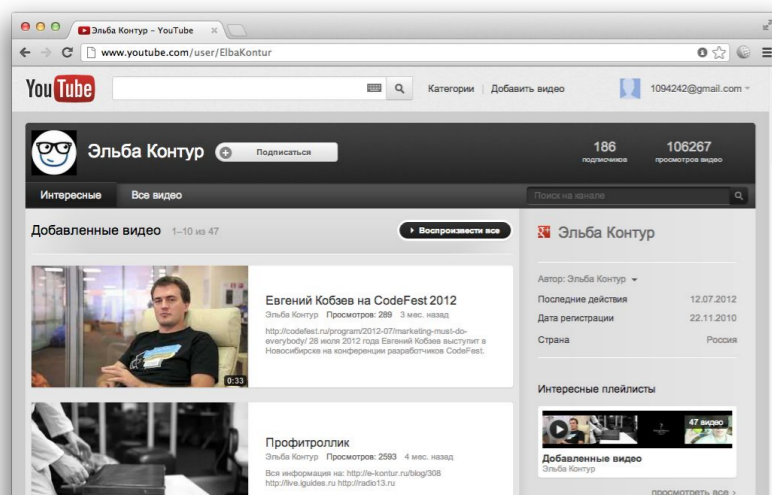 Эльба Контур – YouTube
www.youtube.com/user/ElbaKontur
YouTube
Категории
Добавить видео
1094242@gmail.com
Эльба Контур
Подписаться
186
подписчиков
106267
просмотров видео
Интересные
Все видео
Поиск на канале
Добавленные видео 1–10 из 47
Воспроизвести все
Евгений Кобзев на CodeFest 2012
Эльба Контур Просмотров: 289 3 мес. назад
http://codefest.ru/program/2012-07/marketing-must-do-
everybody/ 28 июля 2012 года Евгений Кобзев выступит в
Новосибирске на конференции разработчиков CodeFest.
0:33
Профитроллик
Эльба Контур Просмотров: 2593 4 мес. назад
Вся информация на: http://e-kontur.ru/blog/308
http://live.iguides.ru http://radio13.ru
Эльба Контур
Автор: Эльба Контур
Последние действия 12.07.2012
Дата регистрации 22.11.2010
Страна Россия
Интересные плейлисты
47 видео
Добавленные видео
Эльба Контур
просмотреть все ›